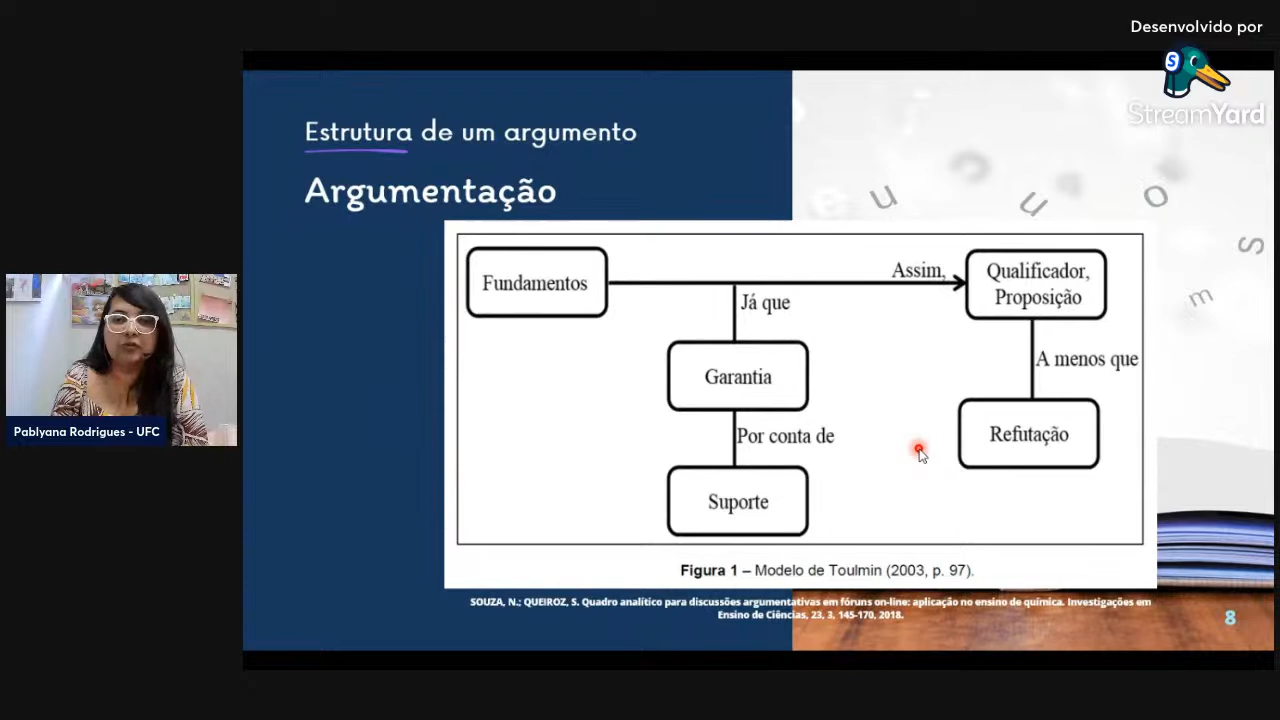 Desenvolvido por
S
StreamYard
Estrutura de um argumento
Argumentação
e u c a n o s m
Fundamentos
Assim,
Qualificador,
Proposição
Já que
Garantia
A menos que
Por conta de
Refutação
Suporte
Figura 1 – Modelo de Toulmin (2003, p. 97).
SOUZA, N.; QUEIROZ, S. Quadro analítico para discussões argumentativas em fóruns on-line: aplicação no ensino de química. Investigações em
Ensino de Ciências, 23, 3, 145-170, 2018.
8
Pablyana Rodrigues - UFC